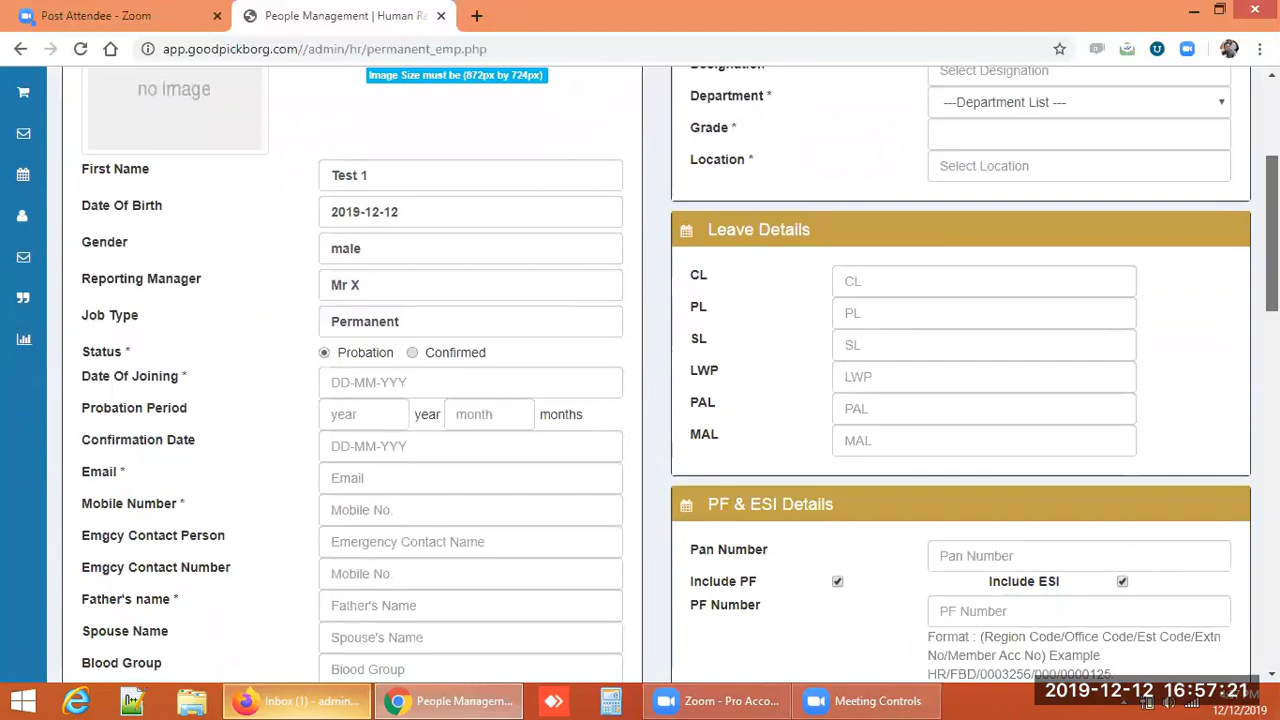 Post Attendee - Zoom
People Management | Human Re
app.goodpickborg.com//admin/hr/permanent_emp.php
no image
Image Size must be (872px by 724px)
First Name
Test 1
Date Of Birth
2019-12-12
Gender
male
Reporting Manager
Mr X
Job Type
Permanent
Status *
Probation
Confirmed
Date Of Joining *
DD-MM-YYY
Probation Period
year
year
month
months
Confirmation Date
DD-MM-YYY
Email *
Email
Mobile Number *
Mobile No.
Emgcy Contact Person
Emergency Contact Name
Emgcy Contact Number
Mobile No.
Father's name *
Father's Name
Spouse Name
Spouse's Name
Blood Group
Blood Group
Designation
Select Designation
Department *
---Department List ---
Grade *
Location *
Select Location
Leave Details
CL
CL
PL
PL
SL
SL
LWP
LWP
PAL
PAL
MAL
MAL
PF & ESI Details
Pan Number
Pan Number
Include PF
Include ESI
PF Number
PF Number
Format : (Region Code/Office Code/Est Code/Extn
No/Member Acc No) Example
HR/FBD/0003256/000/0000125
Inbox (1) - admin...
People Managem...
Zoom - Pro Acco...
Meeting Controls
2019-12-12 16:57:21
12/12/2019